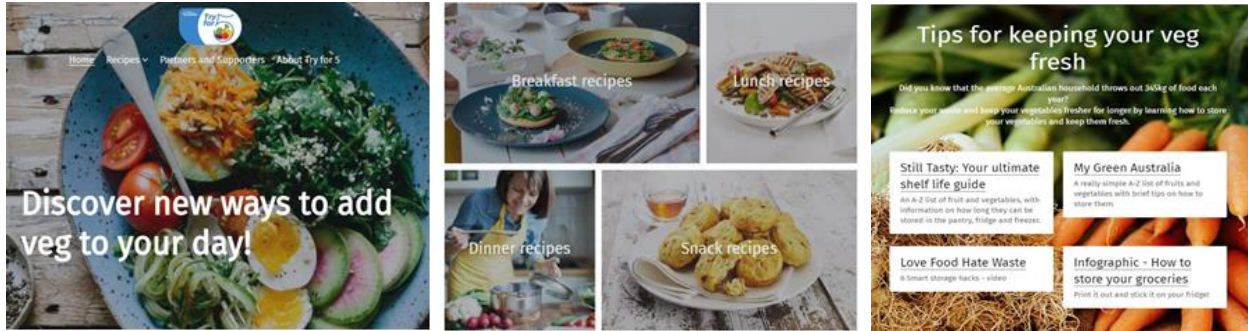 Try for 5
Home Recipes Partners and Supporters About Try for 5
Discover new ways to add
veg to your day!
Breakfast recipes
Lunch recipes
Dinner recipes
Snack recipes
Tips for keeping your veg
fresh
Did you know that the average Australian household throws out 345kg of food each
year?
Reduce your waste and keep your vegetables fresher for longer by learning how to store
your vegetables and keep them fresh.
Still Tasty: Your ultimate
shelf life guide
An A-Z list of fruit and vegetables, with
information on how long they can be
stored in the pantry, fridge and freezer.
My Green Australia
A really simple A-Z list of fruits and
vegetables with brief tips on how to
store them.
Love Food Hate Waste
6 Smart storage hacks - video
Infographic - How to
store your groceries
Print it out and stick it on your fridge!